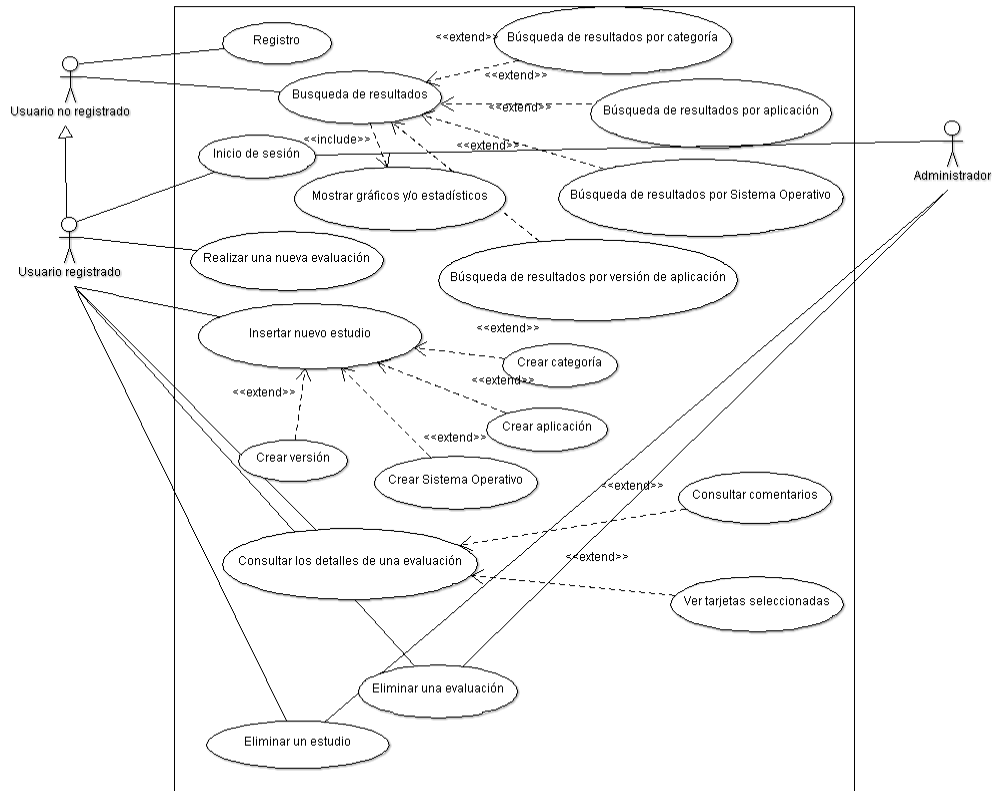 Registro
<<extend>>
Búsqueda de resultados por categoría
<<extend>>
Usuario no registrado
Busqueda de resultados
<<extend>>
Búsqueda de resultados por aplicación
<<include>>
<<extend>>
Inicio de sesión
Administrador
Mostrar gráficos y/o estadísticos
Búsqueda de resultados por Sistema Operativo
Usuario registrado
Realizar una nueva evaluación
Búsqueda de resultados por versión de aplicación
Insertar nuevo estudio
<<extend>>
Crear categoría
<<extend>>
<<extend>>
Crear aplicación
<<extend>>
Crear versión
Crear Sistema Operativo
<<extend>>
Consultar comentarios
Consultar los detalles de una evaluación
<<extend>>
Ver tarjetas seleccionadas
Eliminar una evaluación
Eliminar un estudio